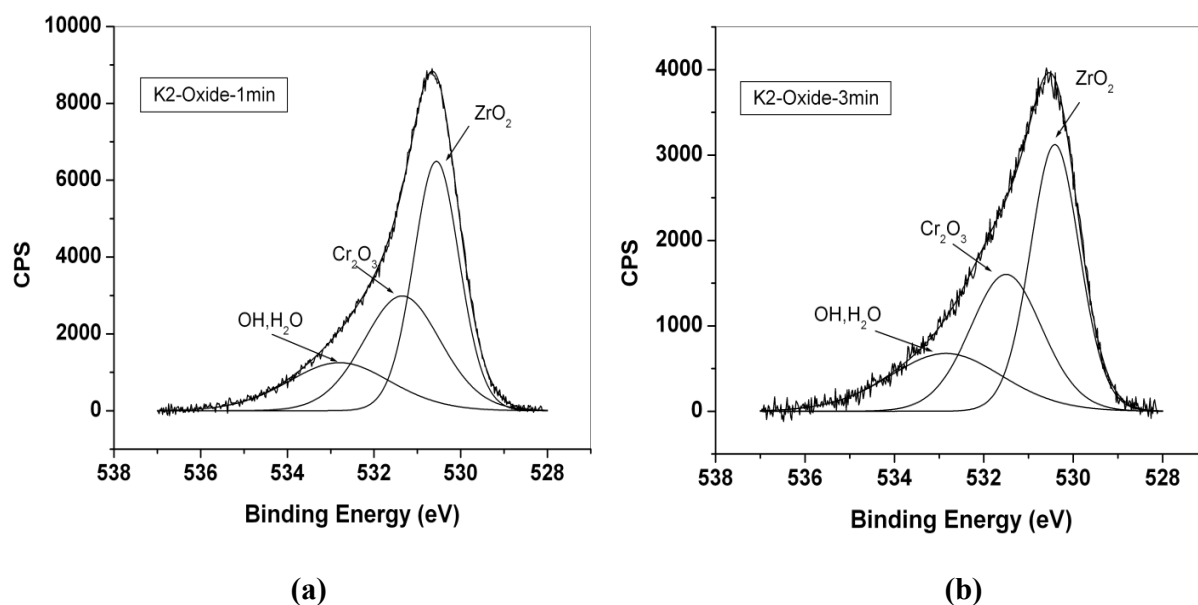 10000
8000
6000
4000
2000
0
CPS
K2-Oxide-1min
ZrO₂
Cr₂O₃
OH,H₂O
538 536 534 532 531 530 528
Binding Energy (eV)
(a)
4000
3000
2000
1000
0
CPS
K2-Oxide-3min
ZrO₂
Cr₂O₃
OH,H₂O
538 536 534 532 530 528
Binding Energy (eV)
(b)